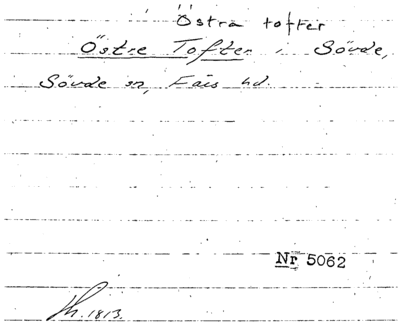 Östra tofter
Östre Tofter i Sövde,
Sövde sn, Färs hd.
Nr 5062
1813.